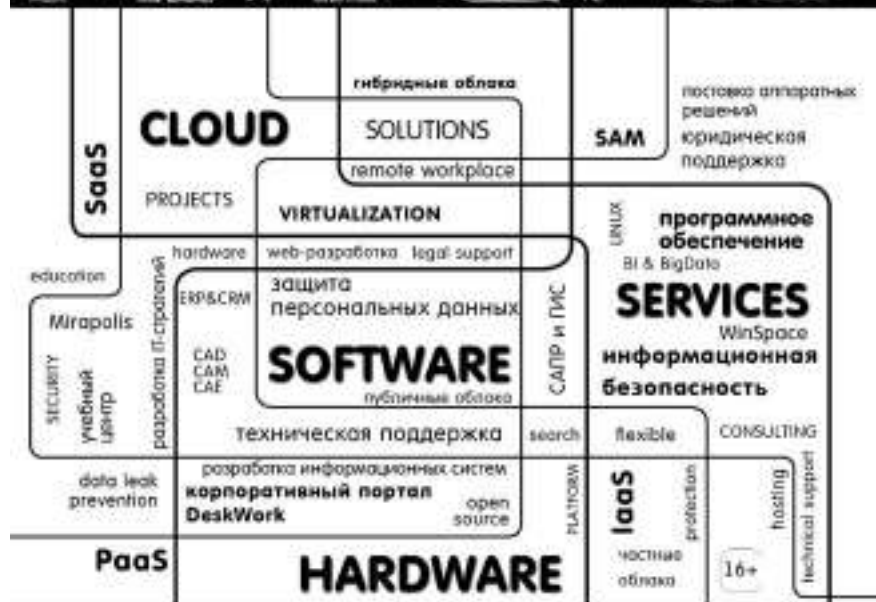 гибридные облака
поставка аппаратных
решений
CLOUD
SOLUTIONS
SAM
юридическая
поддержка
SaaS
remote workplace
PROJECTS
VIRTUALIZATION
LINUX
программное
обеспечение
hardware
web-разработка
legal support
BI & BigData
education
разработка IT-стратегий
ERP&CRM
защита
персональных данных
САПР и ГИС
SERVICES
Mirapolis
WinSpace
SECURITY
учебный
центр
CAD
CAM
CAE
SOFTWARE
информационная
безопасность
публичные облака
техническая поддержка
search
flexible
CONSULTING
data leak
prevention
разработка информационных систем
корпоративный портал
DeskWork
open
source
PLATFORM
IaaS
protection
hosting
technical support
PaaS
HARDWARE
частные
облака
16+